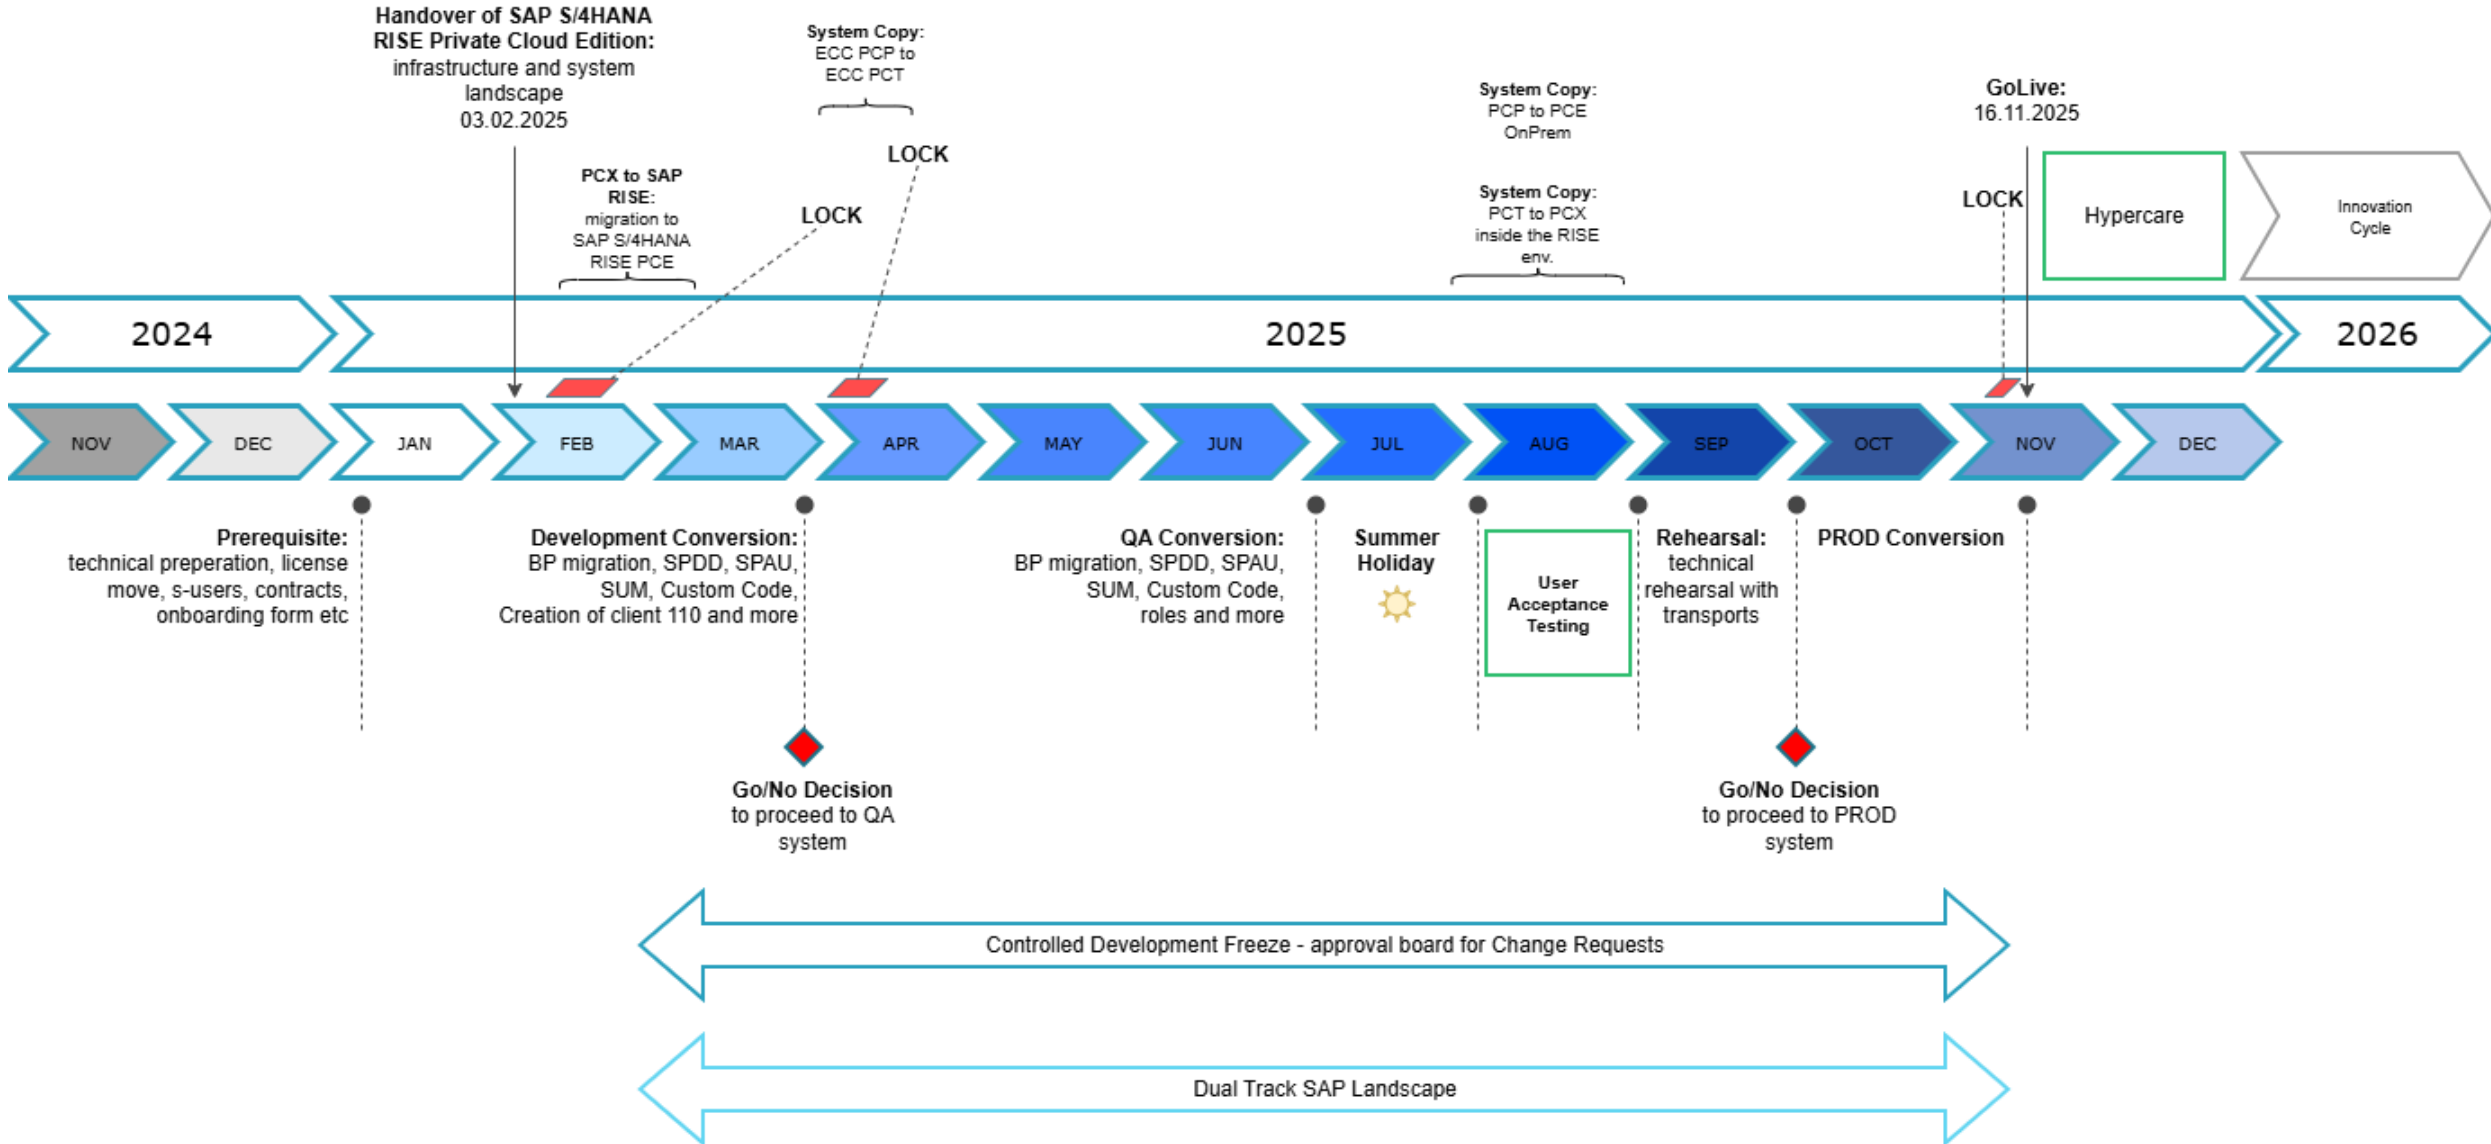 Handover of SAP S/4HANA
RISE Private Cloud Edition:
infrastructure and system
landscape
03.02.2025
System Copy:
ECC PCP to
ECC PCT
LOCK
PCX to SAP
RISE:
migration to
SAP S/4HANA
RISE PCE
LOCK
System Copy:
PCP to PCE
OnPrem
System Copy:
PCT to PCX
inside the RISE
env.
GoLive:
16.11.2025
LOCK
Hypercare
Innovation
Cycle
2024
2025
2026
NOV
DEC
JAN
FEB
MAR
APR
MAY
JUN
JUL
AUG
SEP
OCT
NOV
DEC
Prerequisite:
technical preperation, license
move, s-users, contracts,
onboarding form etc
Development Conversion:
BP migration, SPDD, SPAU,
SUM, Custom Code,
Creation of client 110 and more
QA Conversion:
BP migration, SPDD, SPAU,
SUM, Custom Code,
roles and more
Summer
Holiday
User
Acceptance
Testing
Rehearsal:
technical
rehearsal with
transports
PROD Conversion
Go/No Decision
to proceed to QA
system
Go/No Decision
to proceed to PROD
system
Controlled Development Freeze - approval board for Change Requests
Dual Track SAP Landscape